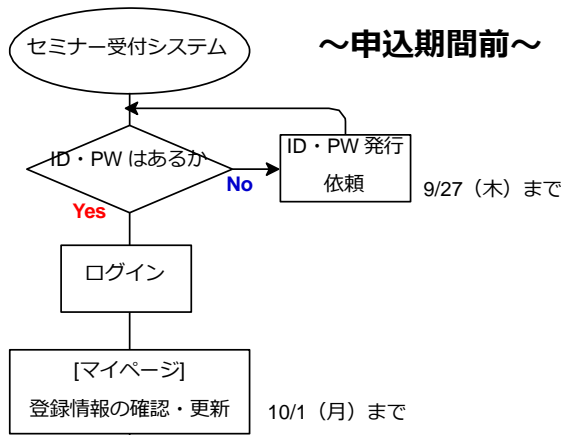 セミナー受付システム
～申込期間前～
ID・PW はあるか
ID・PW 発行
依頼
No
9/27（木）まで
Yes
ログイン
[マイページ]
登録情報の確認・更新
10/1（月）まで